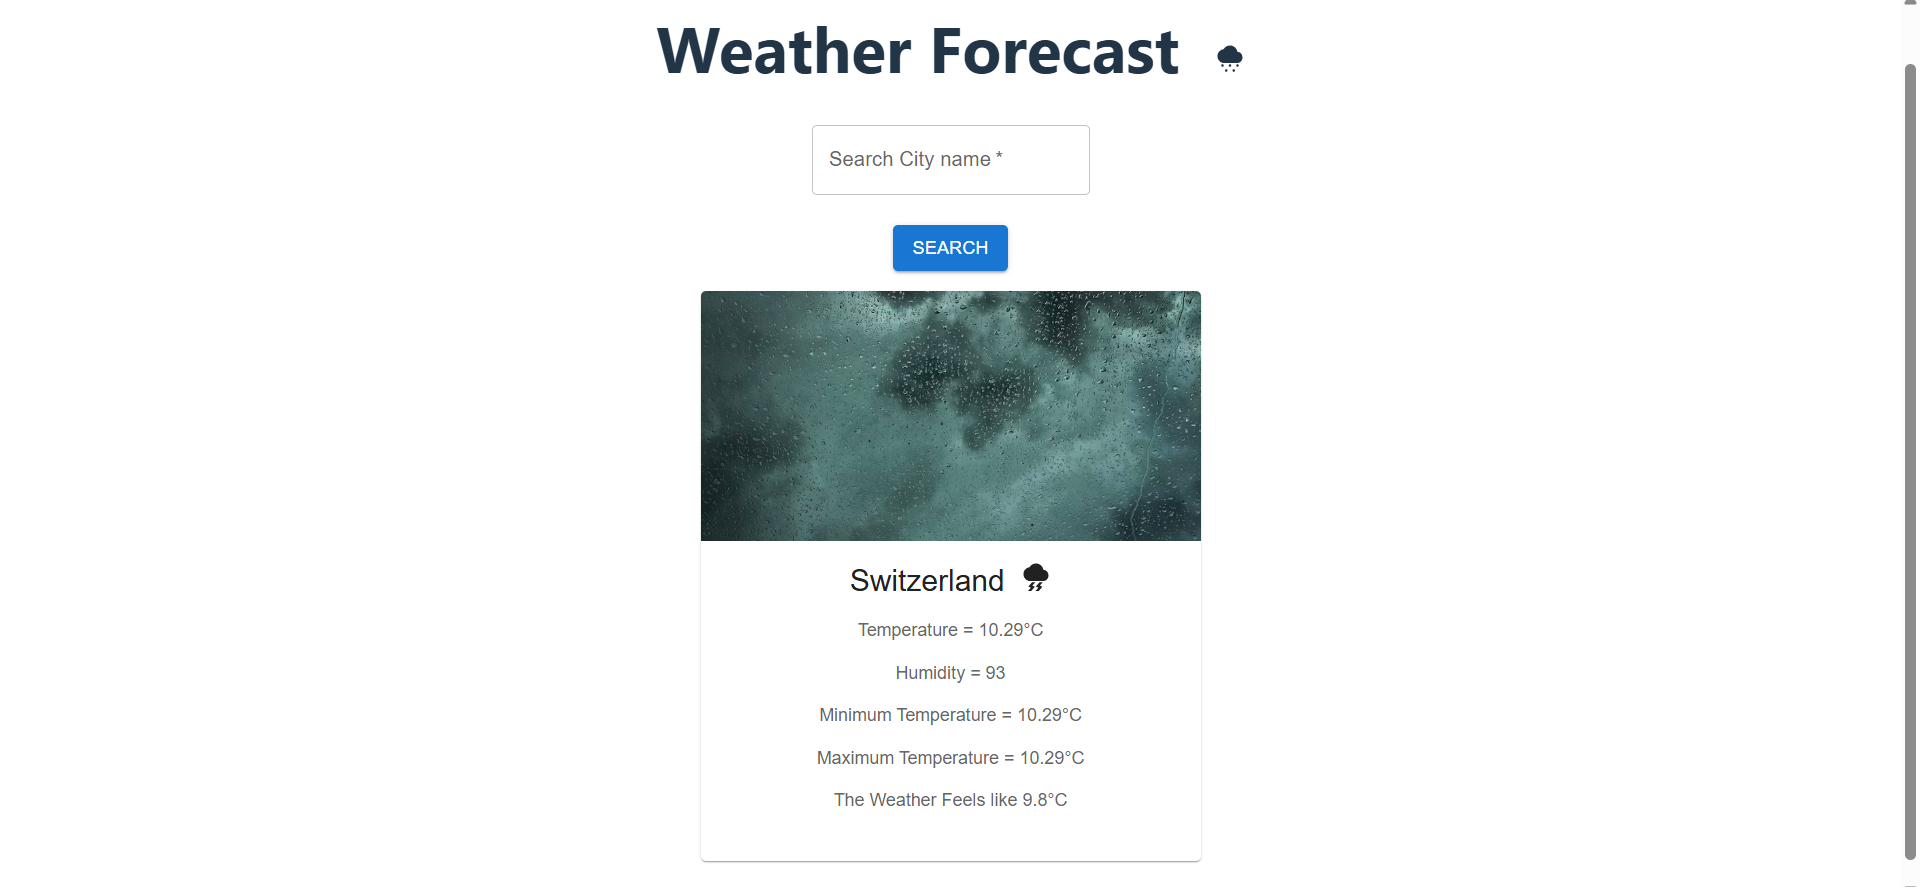 Weather Forecast
Search City name *
SEARCH
Switzerland
Temperature = 10.29°C
Humidity = 93
Minimum Temperature = 10.29°C
Maximum Temperature = 10.29°C
The Weather Feels like 9.8°C